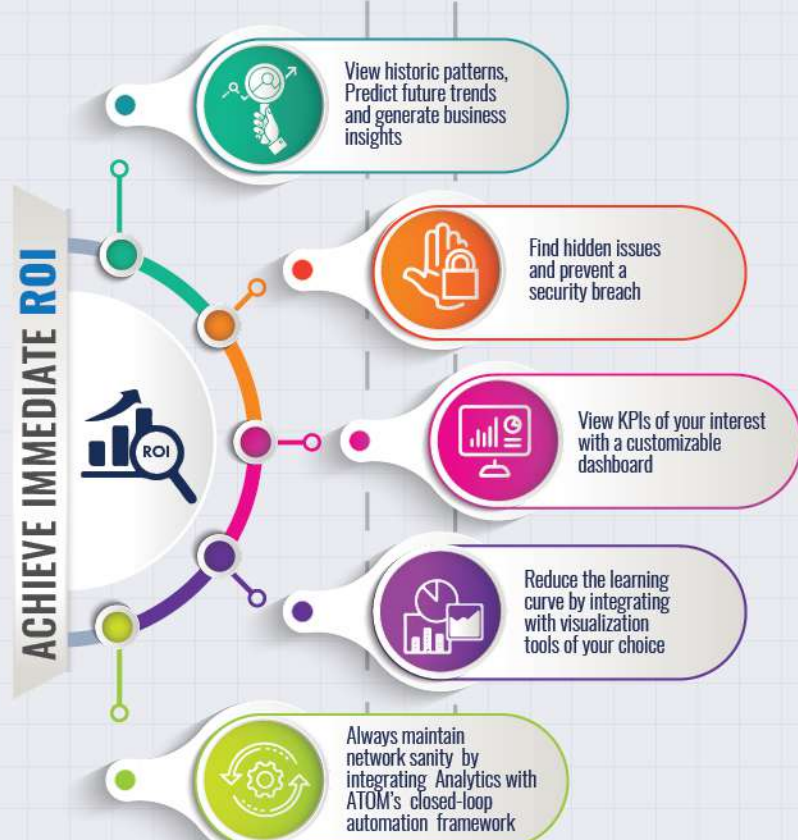 ACHIEVE IMMEDIATE ROI
ROI
View historic patterns,
Predict future trends
and generate business
insights
Find hidden issues
and prevent a
security breach
View KPIs of your interest
with a customizable
dashboard
Reduce the learning
curve by integrating
with visualization
tools of your choice
Always maintain
network sanity by
integrating Analytics with
ATOM's closed-loop
automation framework